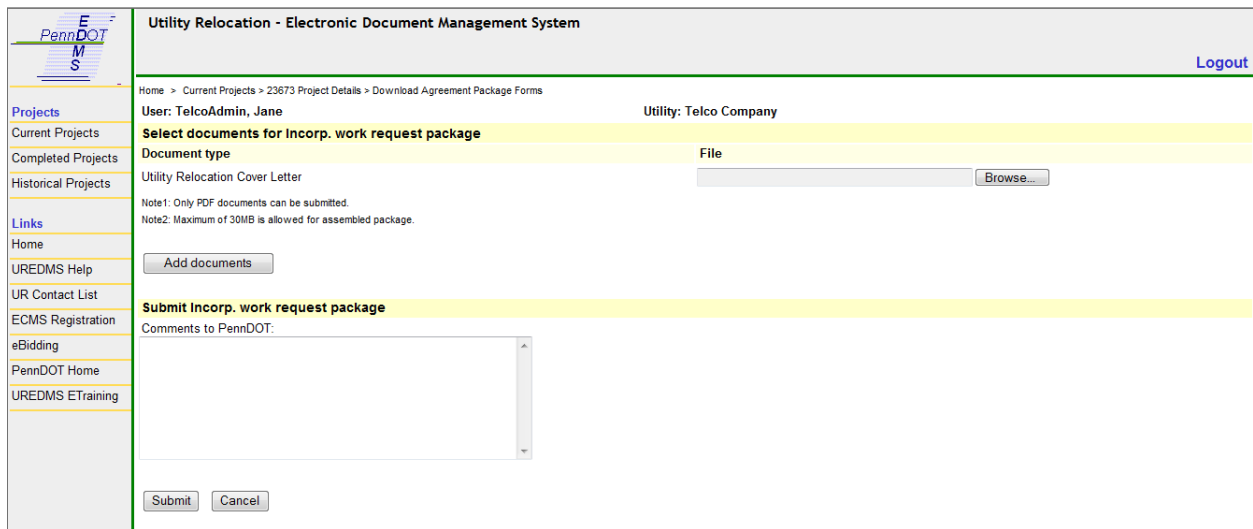 E
PennDOT
M
S
Utility Relocation - Electronic Document Management System
Logout
Home > Current Projects > 23673 Project Details > Download Agreement Package Forms
User: TelcoAdmin, Jane Utility: Telco Company
Projects
Current Projects
Completed Projects
Historical Projects
Links
Home
UREDMS Help
UR Contact List
ECMS Registration
eBidding
PennDOT Home
UREDMS ETraining
Select documents for Incorp. work request package
Document type File
Utility Relocation Cover Letter Browse...
Note1: Only PDF documents can be submitted.
Note2: Maximum of 30MB is allowed for assembled package.
Add documents
Submit Incorp. work request package
Comments to PennDOT:
Submit Cancel